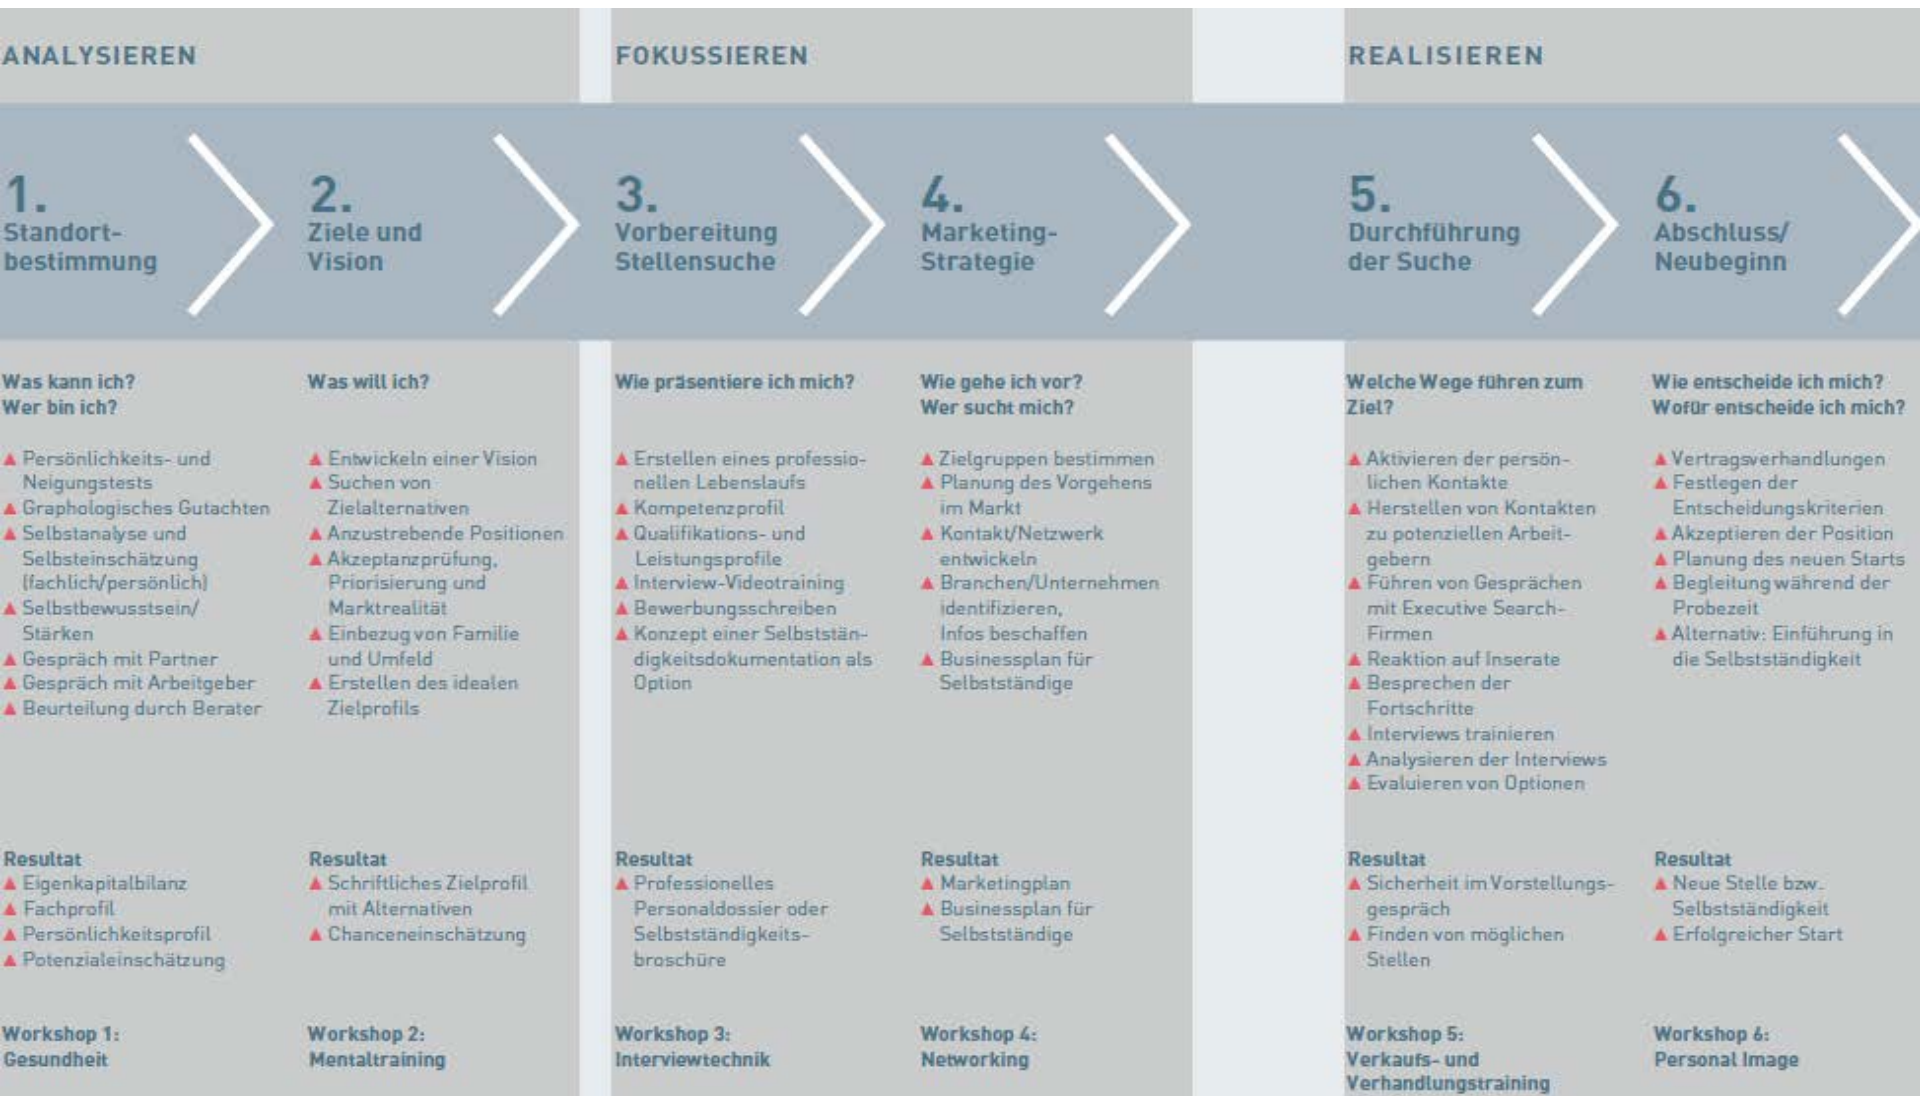 ANALYSIEREN
FOKUSSIEREN
REALISIEREN
1.
Standort-
bestimmung
2.
Ziele und
Vision
3.
Vorbereitung
Stellensuche
4.
Marketing-
Strategie
5.
Durchführung
der Suche
6.
Abschluss/
Neubeginn
Was kann ich?
Wer bin ich?
▲ Persönlichkeits- und
Neigungstests
▲ Graphologisches Gutachten
▲ Selbstanalyse und
Selbsteinschätzung
(fachlich/persönlich)
▲ Selbstbewusstsein/
Stärken
▲ Gespräch mit Partner
▲ Gespräch mit Arbeitgeber
▲ Beurteilung durch Berater
Resultat
▲ Eigenkapitalbilanz
▲ Fachprofil
▲ Persönlichkeitsprofil
▲ Potenzialeinschätzung
Workshop 1:
Gesundheit
Was will ich?
▲ Entwickeln einer Vision
▲ Suchen von
Zielalternativen
▲ Anzustrebende Positionen
▲ Akzeptanzprüfung,
Priorisierung und
Marktrealität
▲ Einbezug von Familie
und Umfeld
▲ Erstellen des idealen
Zielprofils
Resultat
▲ Schriftliches Zielprofil
mit Alternativen
▲ Chanceneinschätzung
Workshop 2:
Mentaltraining
Wie präsentiere ich mich?
▲ Erstellen eines professio-
nellen Lebenslaufs
▲ Kompetenzprofil
▲ Qualifikations- und
Leistungsprofile
▲ Interview-Videotraining
▲ Bewerbungsschreiben
▲ Konzept einer Selbststän-
digkeitsdokumentation als
Option
Resultat
▲ Professionelles
Personaldossier oder
Selbstständigkeits-
broschüre
Workshop 3:
Interviewtechnik
Wie gehe ich vor?
Wer sucht mich?
▲ Zielgruppen bestimmen
▲ Planung des Vorgehens
im Markt
▲ Kontakt/Netzwerk
entwickeln
▲ Branchen/Unternehmen
identifizieren,
Infos beschaffen
▲ Businessplan für
Selbstständige
Resultat
▲ Marketingplan
▲ Businessplan für
Selbstständige
Workshop 4:
Networking
Welche Wege führen zum
Ziel?
▲ Aktivieren der persön-
lichen Kontakte
▲ Herstellen von Kontakten
zu potenziellen Arbeit-
gebern
▲ Führen von Gesprächen
mit Executive Search-
Firmen
▲ Reaktion auf Inserate
▲ Besprechen der
Fortschritte
▲ Interviews trainieren
▲ Analysieren der Interviews
▲ Evaluieren von Optionen
Resultat
▲ Sicherheit im Vorstellungs-
gespräch
▲ Finden von möglichen
Stellen
Workshop 5:
Verkaufs- und
Verhandlungstraining
Wie entscheide ich mich?
Wofür entscheide ich mich?
▲ Vertragsverhandlungen
▲ Festlegen der
Entscheidungskriterien
▲ Akzeptieren der Position
▲ Planung des neuen Starts
▲ Begleitung während der
Probezeit
▲ Alternativ: Einführung in
die Selbstständigkeit
Resultat
▲ Neue Stelle bzw.
Selbstständigkeit
▲ Erfolgreicher Start
Workshop 6:
Personal Image